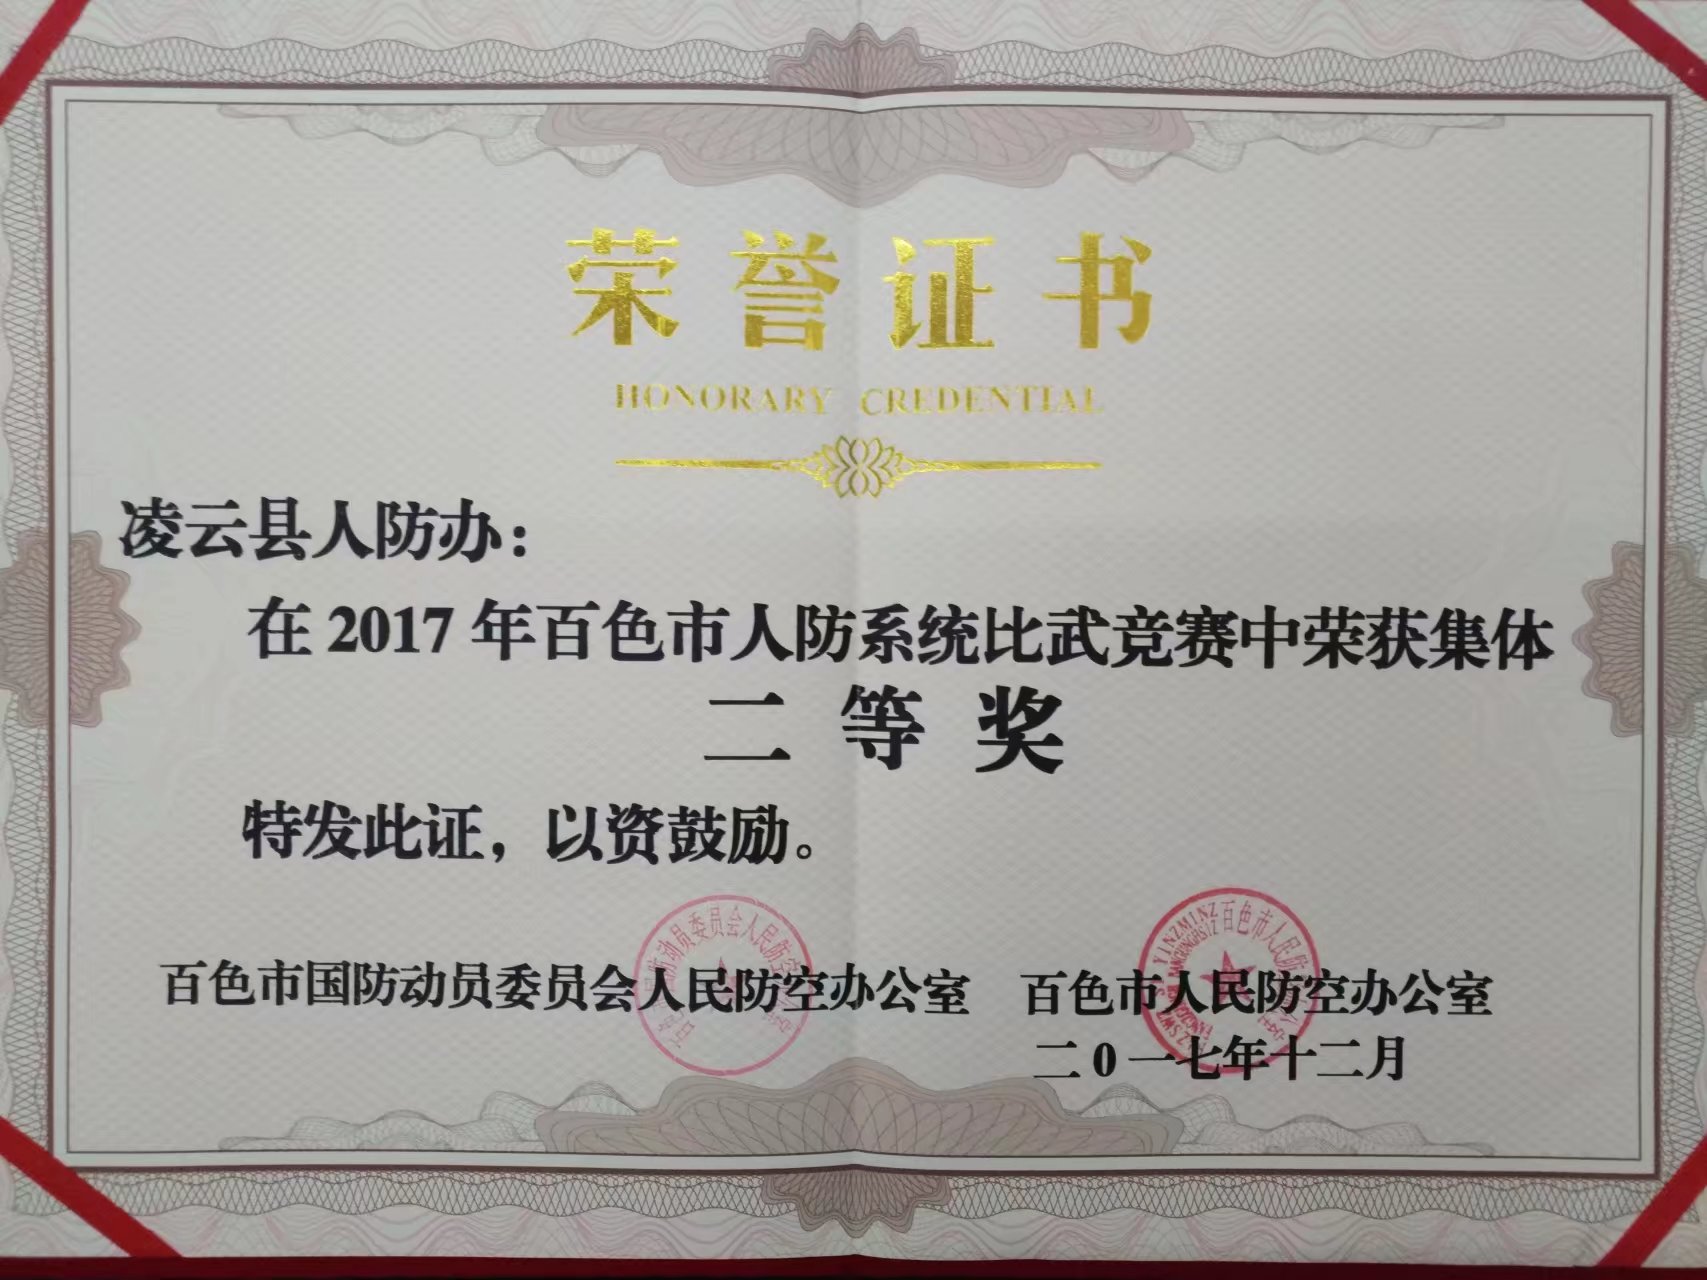 荣誉证书
HONORARY CREDENTIAL
凌云县人防办：
在 2017 年百色市人防系统比武竞赛中荣获集体
二等奖
特发此证，以资鼓励。
百色市国防动员委员会人民防空办公室 百色市人民防空办公室
二0一七年十二月